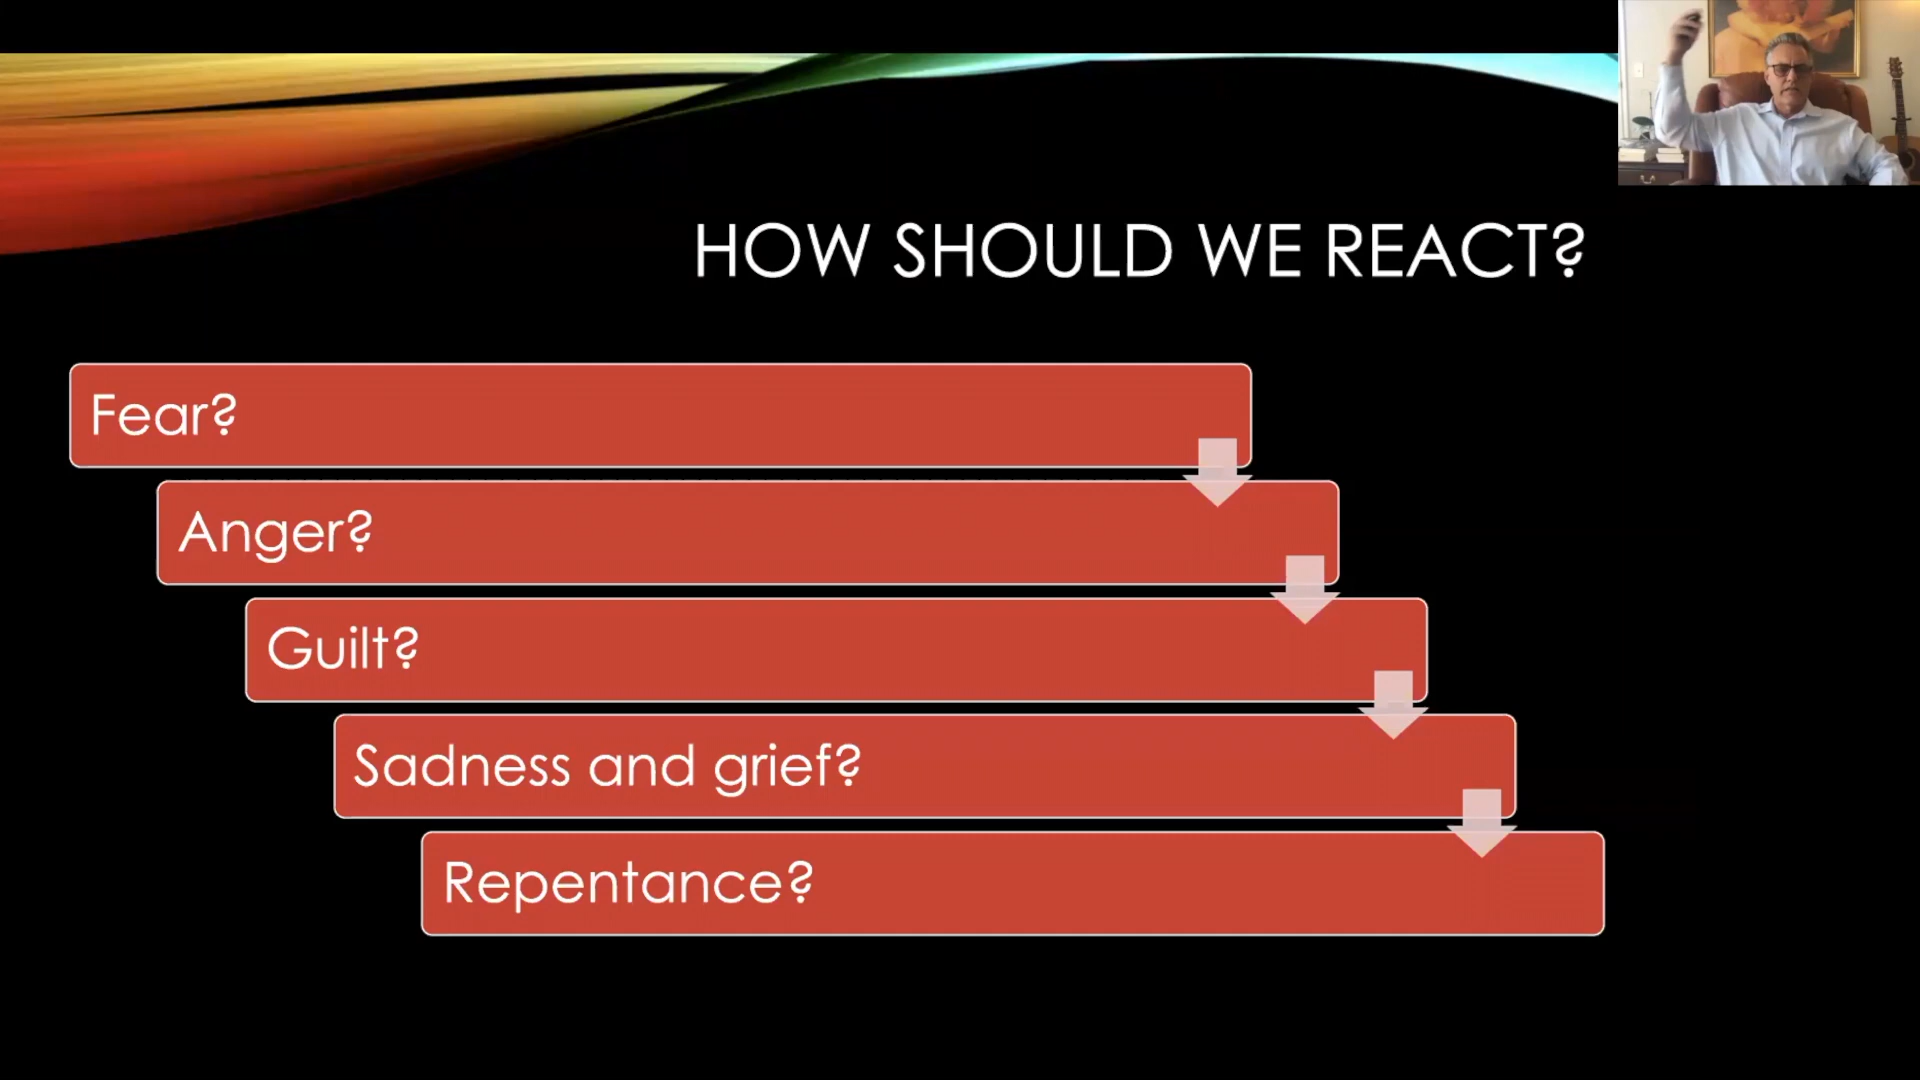 HOW SHOULD WE REACT?
Fear?
Anger?
Guilt?
Sadness and grief?
Repentance?